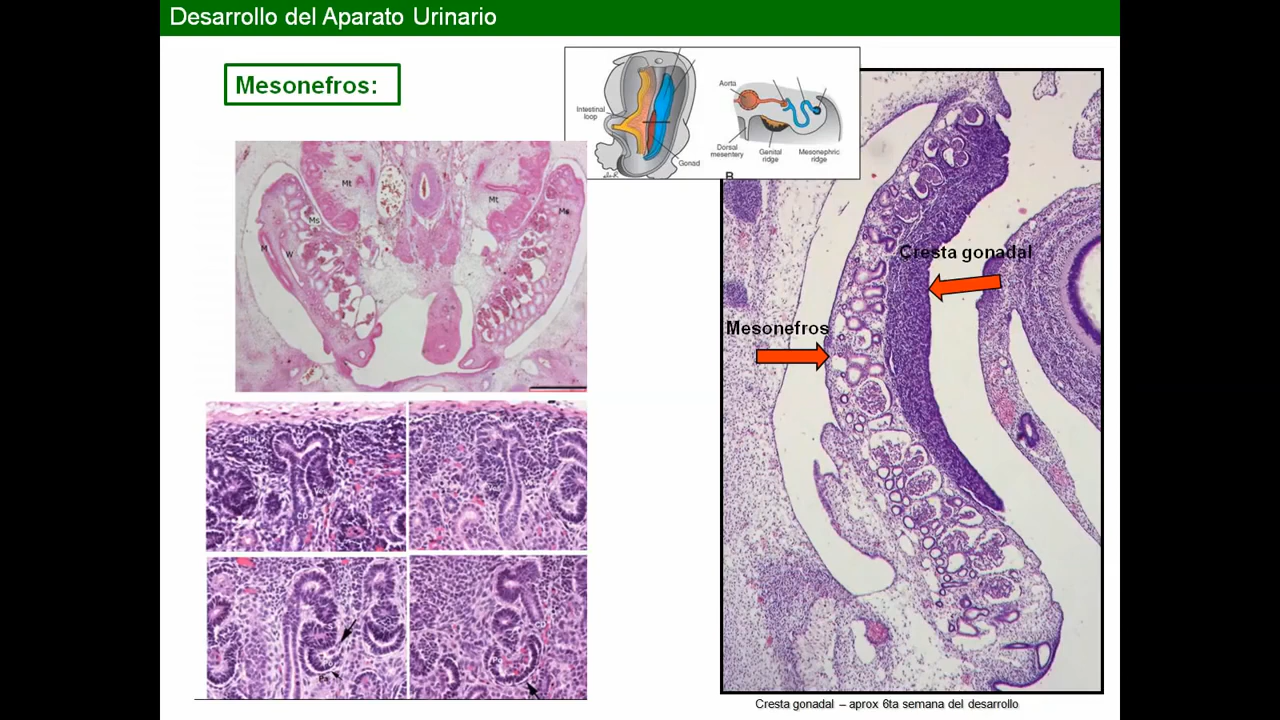 Desarrollo del Aparato Urinario
Mesonefros:
Intestinal
loop
Gonad
Aorta
Dorsal
mesentery
Genital
ridge
Mesonephric
ridge
B
Mt
Mt
Ms
Ms
M
W
Cresta gonadal
Mesonefros
CD
Cresta gonadal – aprox 6ta semana del desarrollo